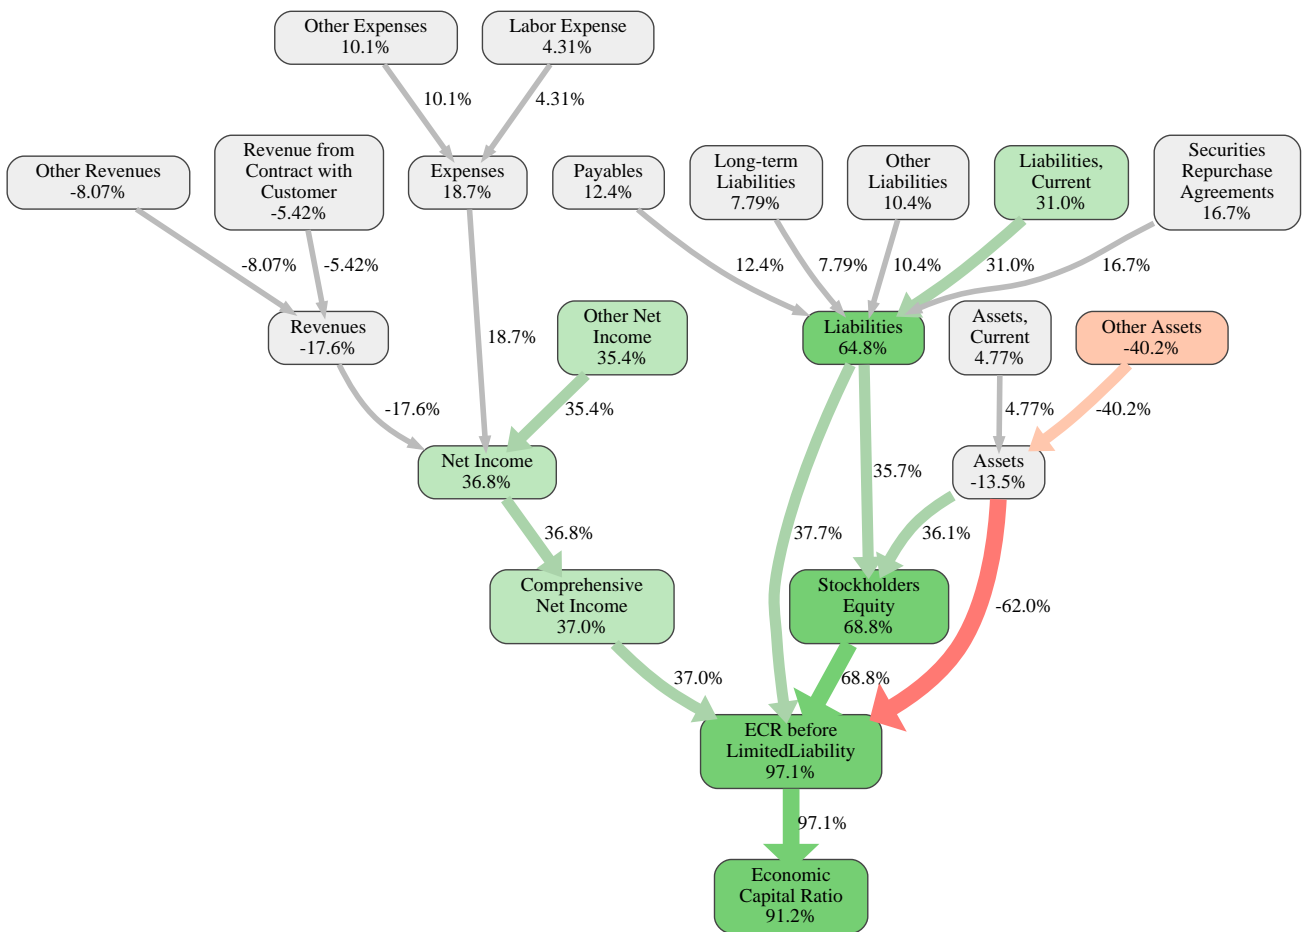 Other Expenses
10.1%
Labor Expense
4.31%
10.1%
4.31%
Other Revenues
-8.07%
Revenue from
Contract with
Customer
-5.42%
Expenses
18.7%
Payables
12.4%
Long-term
Liabilities
7.79%
Other
Liabilities
10.4%
Liabilities,
Current
31.0%
Securities
Repurchase
Agreements
16.7%
-8.07%
-5.42%
12.4%
7.79%
10.4%
31.0%
16.7%
Revenues
-17.6%
18.7%
Other Net
Income
35.4%
Liabilities
64.8%
Assets,
Current
4.77%
Other Assets
-40.2%
-17.6%
35.4%
4.77%
-40.2%
Net Income
36.8%
35.7%
Assets
-13.5%
36.8%
37.7%
36.1%
Comprehensive
Net Income
37.0%
Stockholders
Equity
68.8%
-62.0%
37.0%
68.8%
ECR before
LimitedLiability
97.1%
97.1%
Economic
Capital Ratio
91.2%